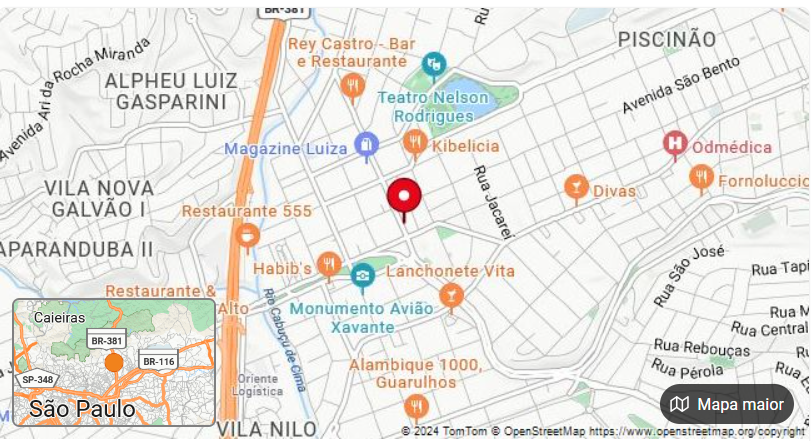 BR-381
Ru
Rey Castro - Bar
e Restaurante
PISCINÃO
Avenida Ari da Rocha Miranda
ALPHEU LUIZ
GASPARINI
Avenida São Bento
Teatro Nelson
Rodrigues
Magazine Luiza
Kibelicia
Odmédica
VILA NOVA
GALVÃO I
Rua Jacareí
Divas
Fornoluccio
Restaurante 555
APARANDUBA II
Habib's
Lanchonete Vita
Rua São José
Rua Tapi
Restaurante &
Alto
Rio Cabuçu de Cima
Monumento Avião
Xavante
Rua M
Rua Central
Rua Rebouças
Rua Pérola
Rua
Alambique 1000,
Guarulhos
Oriente
Logística
VILA NILO
Caieiras
BR-381
BR-116
SP-348
São Paulo
Mapa maior
© 2024 TomTom © OpenStreetMap https://www.openstreetmap.org/copyright